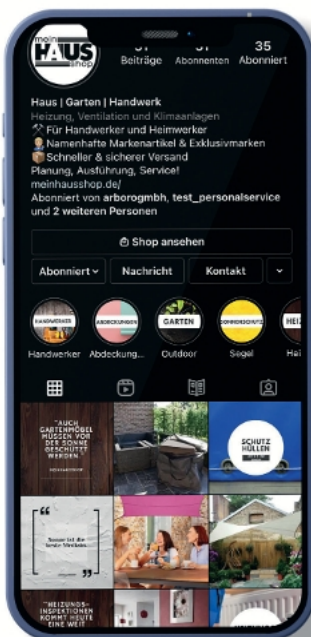 mein
HAUS
shop
35
Beiträge Abonnenten Abonniert
Haus | Garten | Handwerk
Heizung, Ventilation und Klimaanlagen
Für Handwerker und Heimwerker
Namenhafte Markenartikel & Exklusivmarken
Schneller & sicherer Versand
Planung, Ausführung, Service!
meinhausshop.de/
Abonniert von arborogmbh, test_personalservice
und 2 weiteren Personen
Shop ansehen
Abonniert Nachricht Kontakt
HANDWERKER ABDECKUNGEN GARTEN SONNENSCHUTZ HEIZ
Handwerker Abdeckung... Outdoor Segel Hei
"AUCH
GARTENMÖBEL
MÜSSEN VOR
DER SONNE
GESCHÜTZT
WERDEN."
SCHUTZ
HÜLLEN
Sonne ist die
beste Medizin.
"HEIZUNGS-
INSPEKTIONEN
KOMMT HEUTE
EINE WEIT